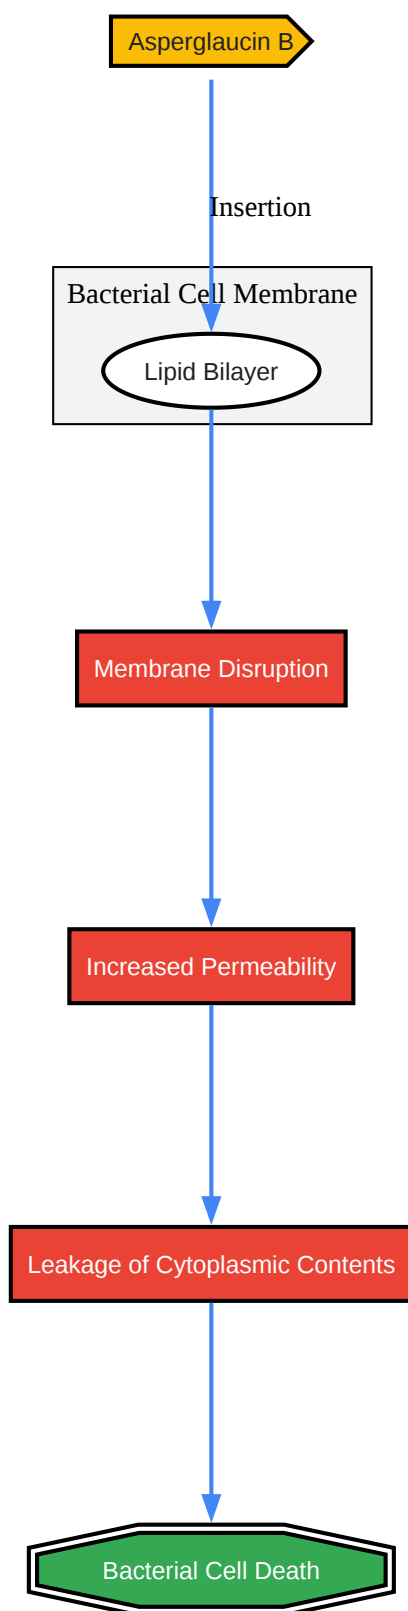 Asperglaucin B
Insertion
Bacterial Cell Membrane
Lipid Bilayer
Membrane Disruption
Increased Permeability
Leakage of Cytoplasmic Contents
Bacterial Cell Death